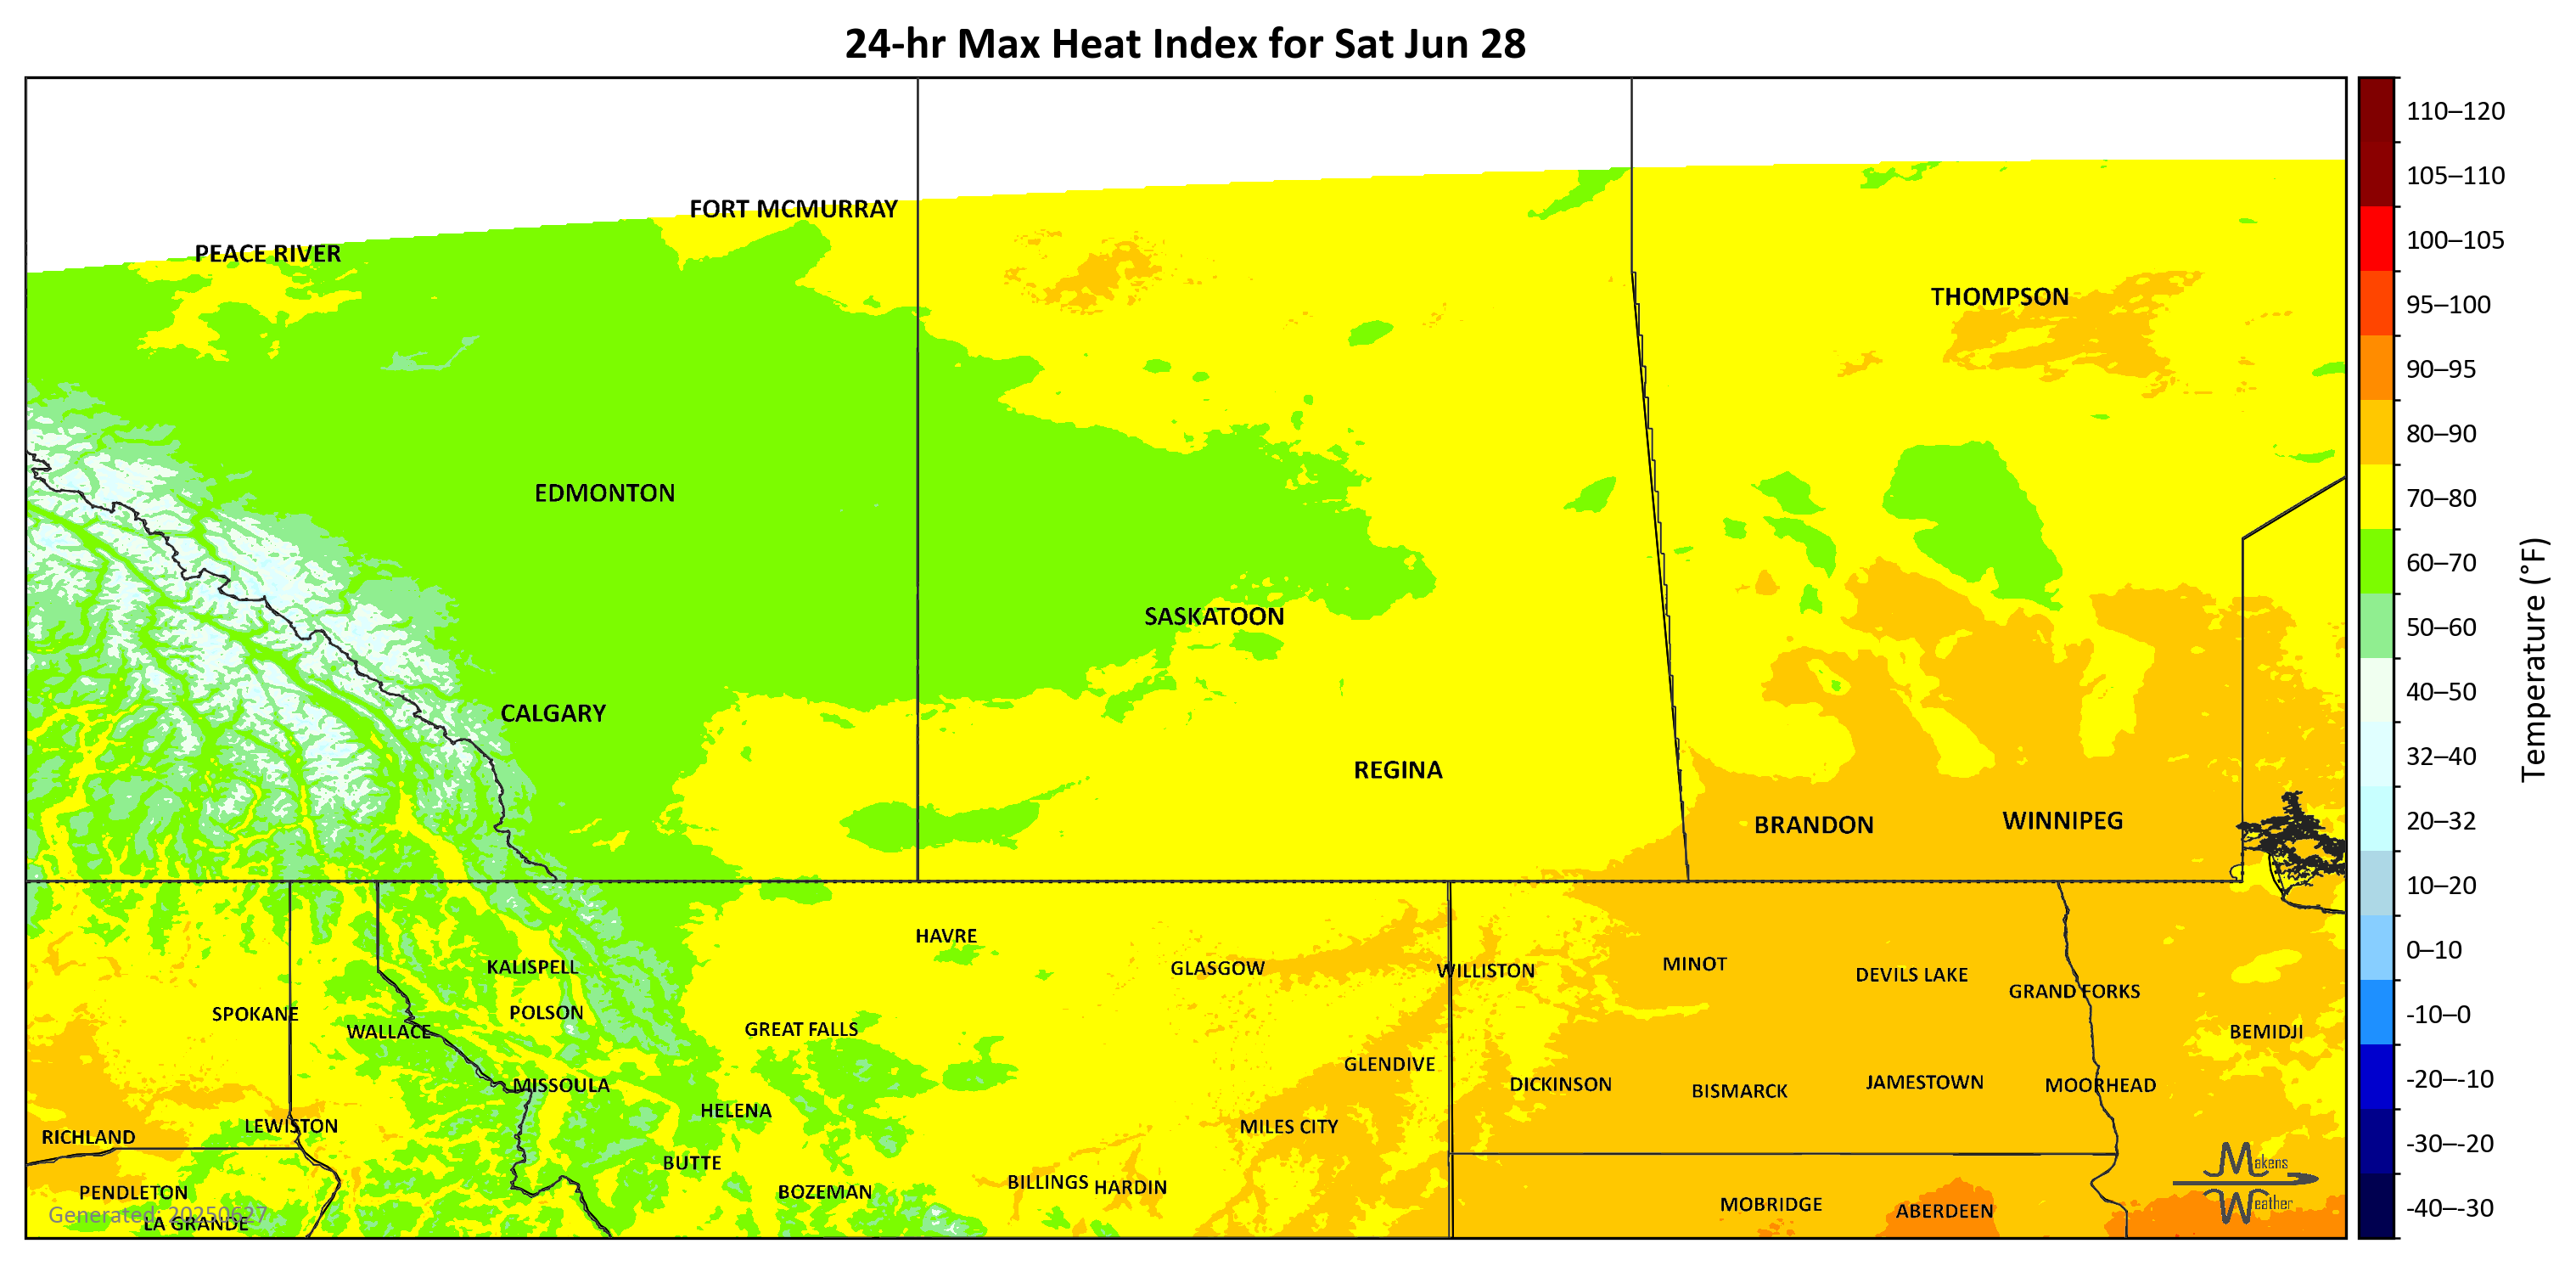 24-hr Max Heat Index for Sat Jun 28
FORT MCMURRAY
PEACE RIVER
THOMPSON
EDMONTON
SASKATOON
CALGARY
REGINA
BRANDON
WINNIPEG
HAVRE
KALISPELL
GLASGOW
WILLISTON
MINOT
DEVILS LAKE
GRAND FORKS
SPOKANE
POLSON
WALLACE
GREAT FALLS
BEMIDJI
GLENDIVE
MISSOULA
DICKINSON
BISMARCK
JAMESTOWN
MOORHEAD
HELENA
LEWISTON
MILES CITY
RICHLAND
BUTTE
PENDLETON
BOZEMAN
BILLINGS
HARDIN
MOBRIDGE
ABERDEEN
LA GRANDE
Generated: 20250627
Makens
Weather
110–120
105–110
100–105
95–100
90–95
80–90
70–80
60–70
50–60
40–50
32–40
20–32
10–20
0–10
-10–0
-20–-10
-30–-20
-40–-30
Temperature (°F)